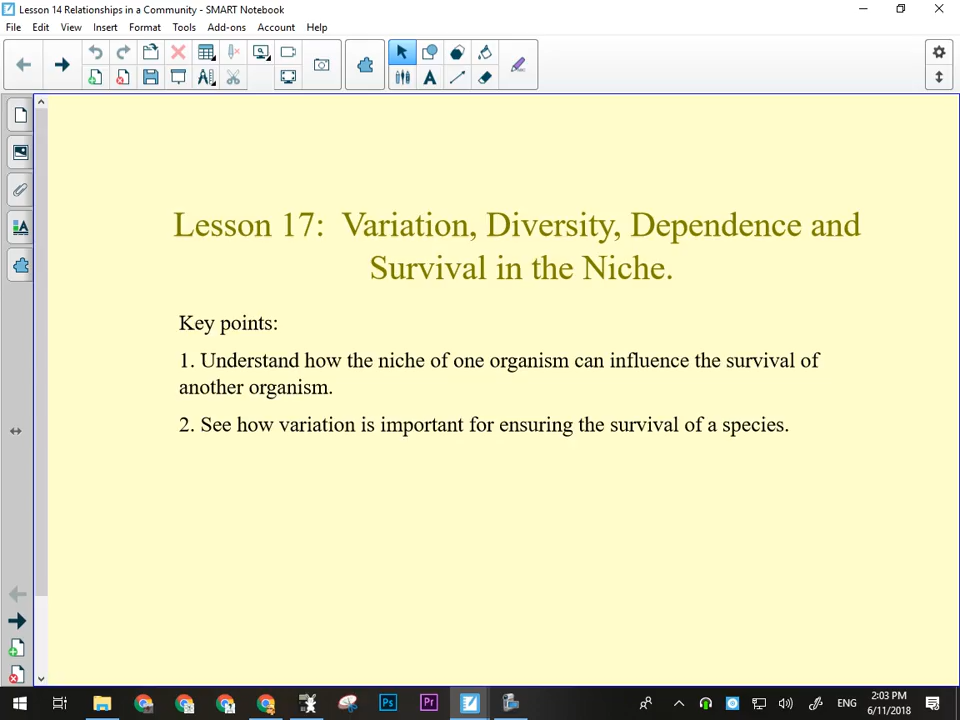 Lesson 14 Relationships in a Community - SMART Notebook
File Edit View Insert Format Tools Add-ons Account Help
Lesson 17: Variation, Diversity, Dependence and
Survival in the Niche.
Key points:
1. Understand how the niche of one organism can influence the survival of
another organism.
2. See how variation is important for ensuring the survival of a species.
Ps Pr ENG 2:03 PM
6/11/2018